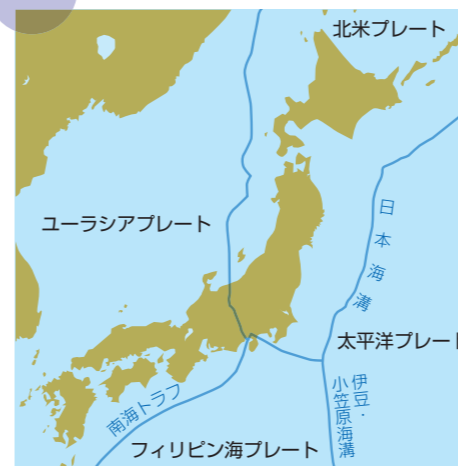 北米プレート
ユーラシアプレート
日本海溝
太平洋プレート
伊豆・
小笠原海溝
南海トラフ
フィリピン海プレート